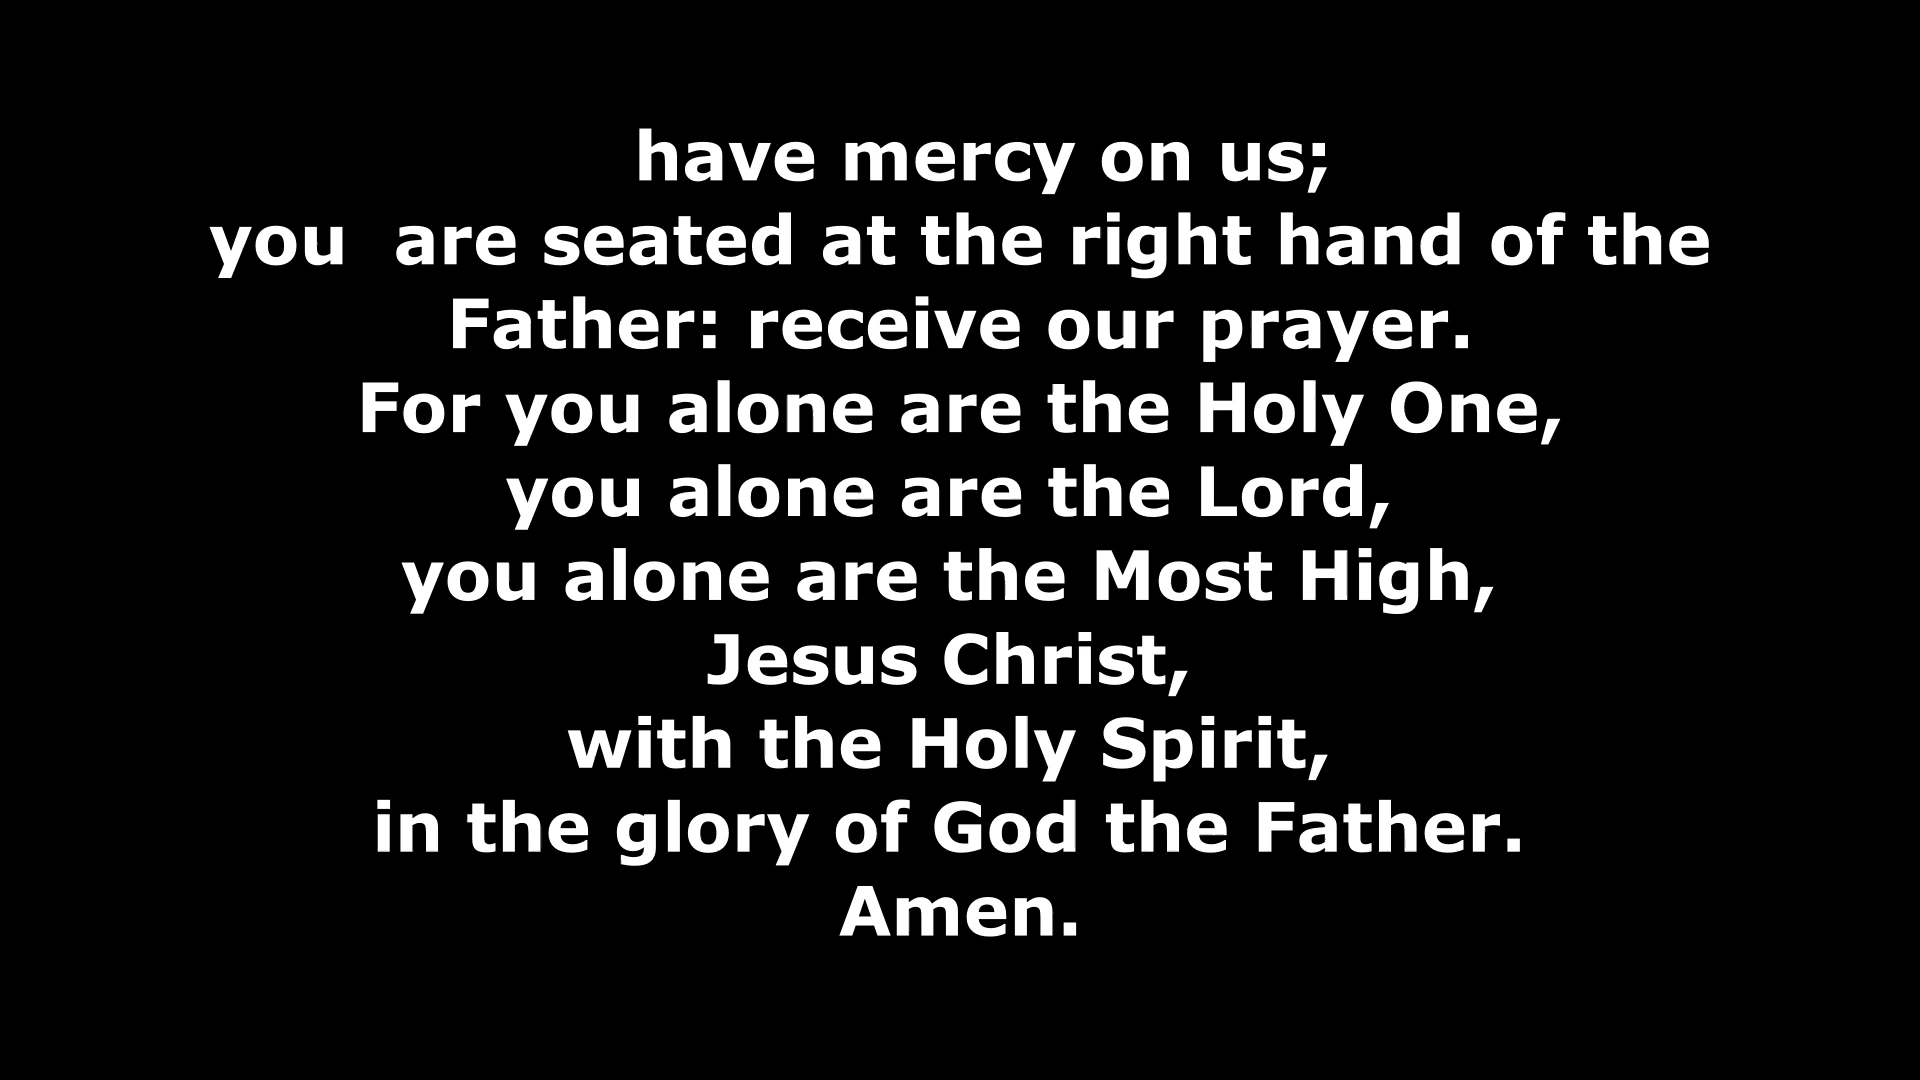 have mercy on us;
you  are seated at the right hand of the
Father: receive our prayer.
For you alone are the Holy One,
you alone are the Lord,
you alone are the Most High,
Jesus Christ,
with the Holy Spirit,
in the glory of God the Father.
Amen.